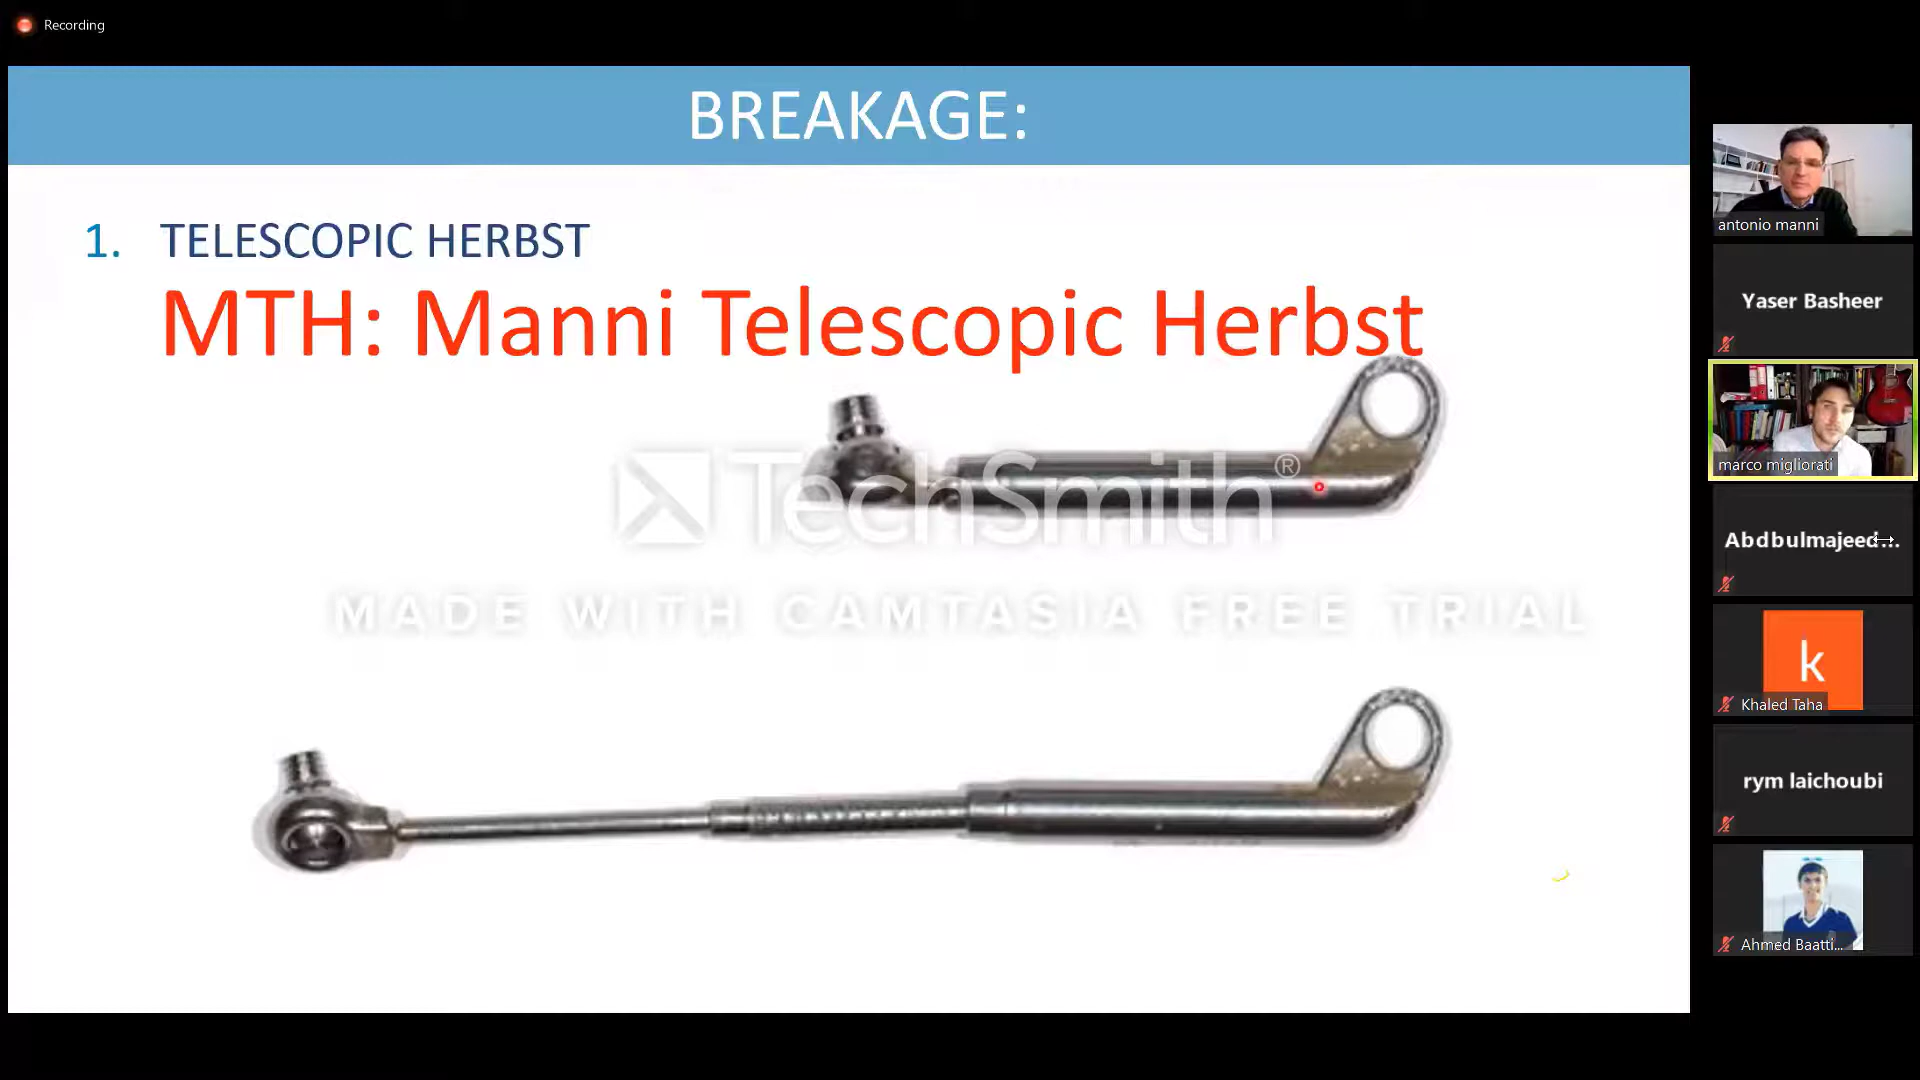 Recording
BREAKAGE:
1. TELESCOPIC HERBST
MTH: Manni Telescopic Herbst
TechSmith®
MADE WITH CAMTASIA FREE TRIAL
antonio manni
Yaser Basheer
marco migliorati
Abdbulmajeed...
k
Khaled Taha
rym laichoubi
Ahmed Baatti...